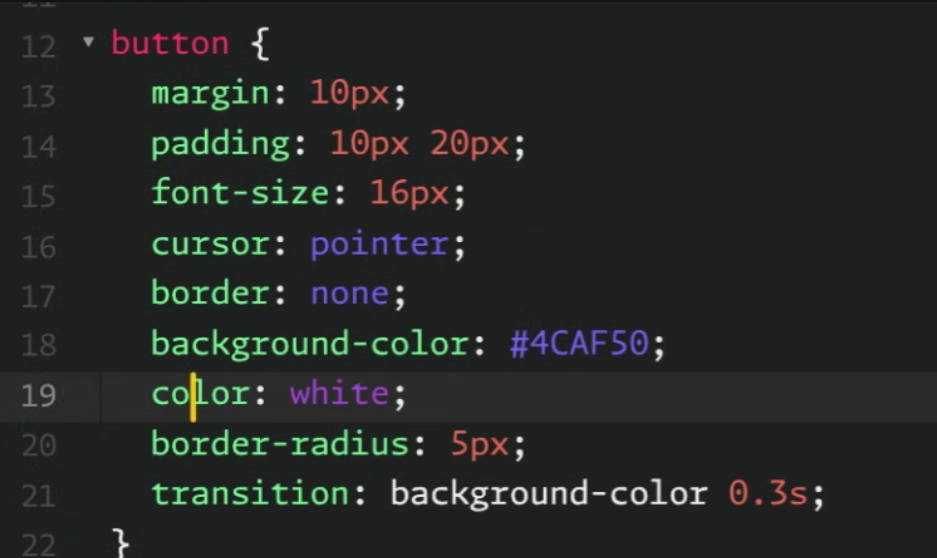 12 button {
13 margin: 10px;
14 padding: 10px 20px;
15 font-size: 16px;
16 cursor: pointer;
17 border: none;
18 background-color: #4CAF50;
19 color: white;
20 border-radius: 5px;
21 transition: background-color 0.3s;
22 }